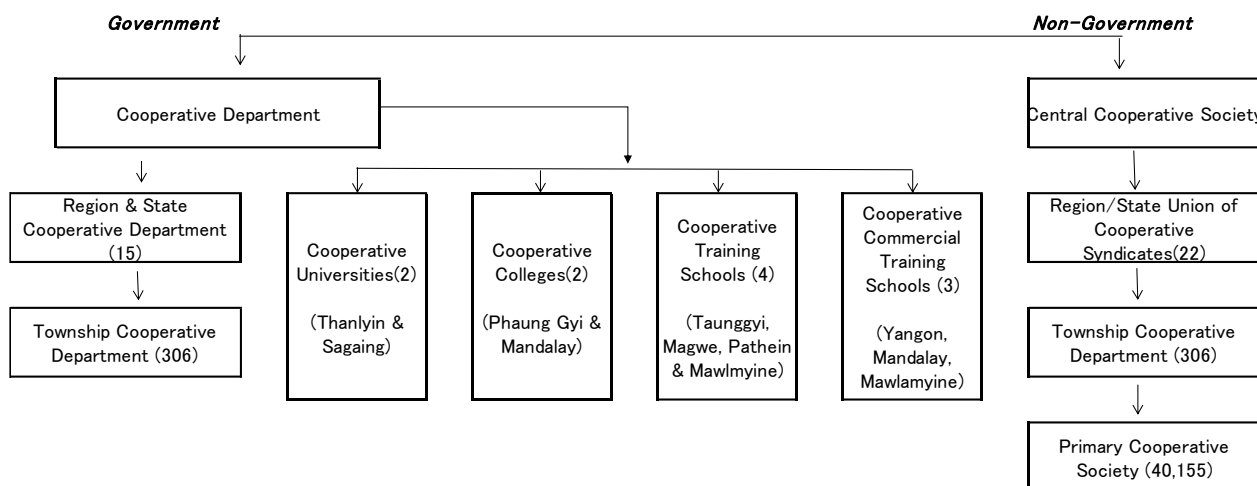 Government
Non-Government
Cooperative Department
Central Cooperative Society
Region & State
Cooperative Department
(15)
Township Cooperative
Department (306)
Cooperative
Universities(2)
(Thanlyin &
Sagaing)
Cooperative
Colleges(2)
(Phaung Gyi &
Mandalay)
Cooperative
Training
Schools (4)
(Taunggyi,
Magwe, Pathein
& Mawlmyine)
Cooperative
Commercial
Training
Schools (3)
(Yangon,
Mandalay,
Mawlamyine)
Region/State Union of
Cooperative
Syndicates(22)
Township Cooperative
Department (306)
Primary Cooperative
Society (40,155)